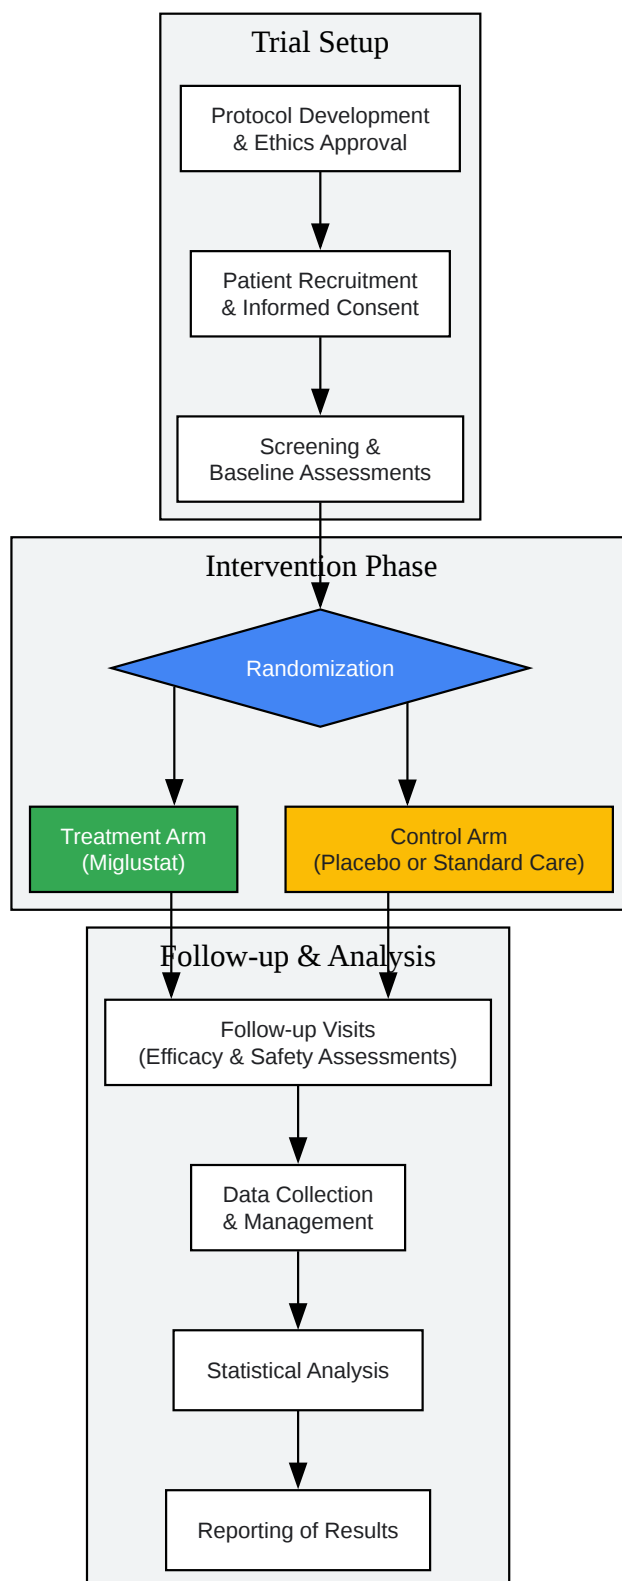 Trial Setup
Protocol Development
& Ethics Approval
Patient Recruitment
& Informed Consent
Screening &
Baseline Assessments
Intervention Phase
Randomization
Treatment Arm
(Miglustat)
Control Arm
(Placebo or Standard Care)
Follow-up & Analysis
Follow-up Visits
(Efficacy & Safety Assessments)
Data Collection
& Management
Statistical Analysis
Reporting of Results